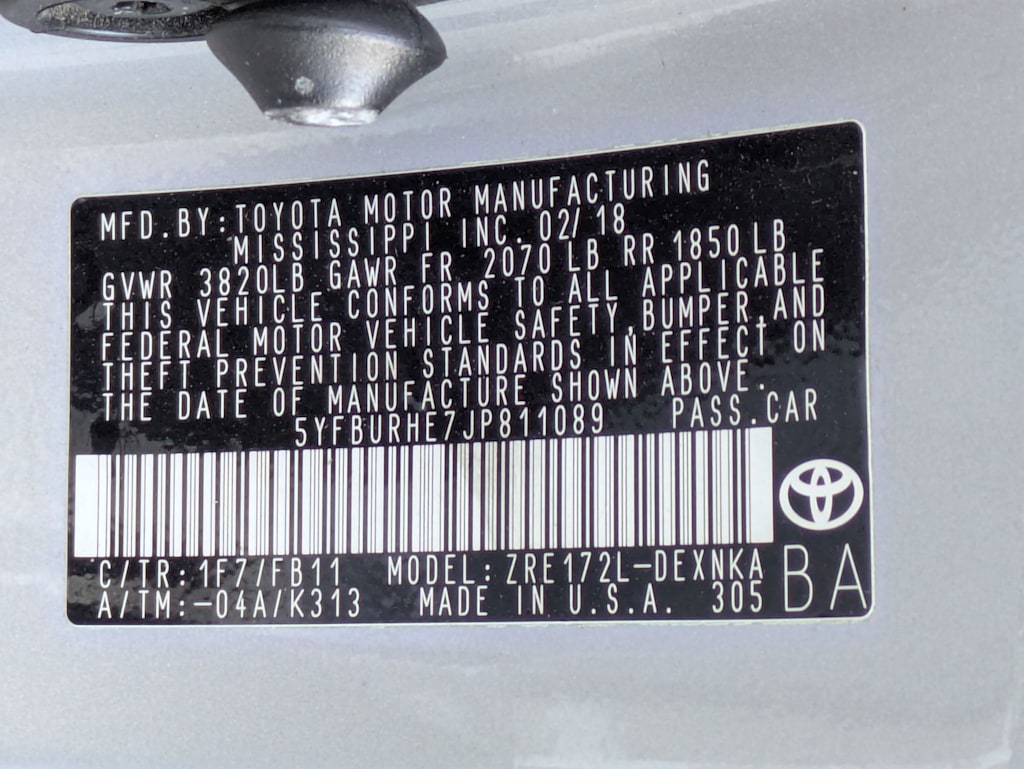 MFD. BY: TOYOTA MOTOR MANUFACTURING
MISSISSIPPI INC. 02/18
GVWR 3820LB GAWR FR 2070 LB RR 1850 LB
THIS VEHICLE CONFORMS TO ALL APPLICABLE
FEDERAL MOTOR VEHICLE SAFETY, BUMPER, AND
THEFT PREVENTION STANDARDS IN EFFECT ON
THE DATE OF MANUFACTURE SHOWN ABOVE.
5YFBURHE7JP811089 PASS. CAR
C/TR: 1F7/FB11 MODEL: ZRE172L-DEXNKA
A/TM: -04A/K313 MADE IN U.S.A. 305
BA